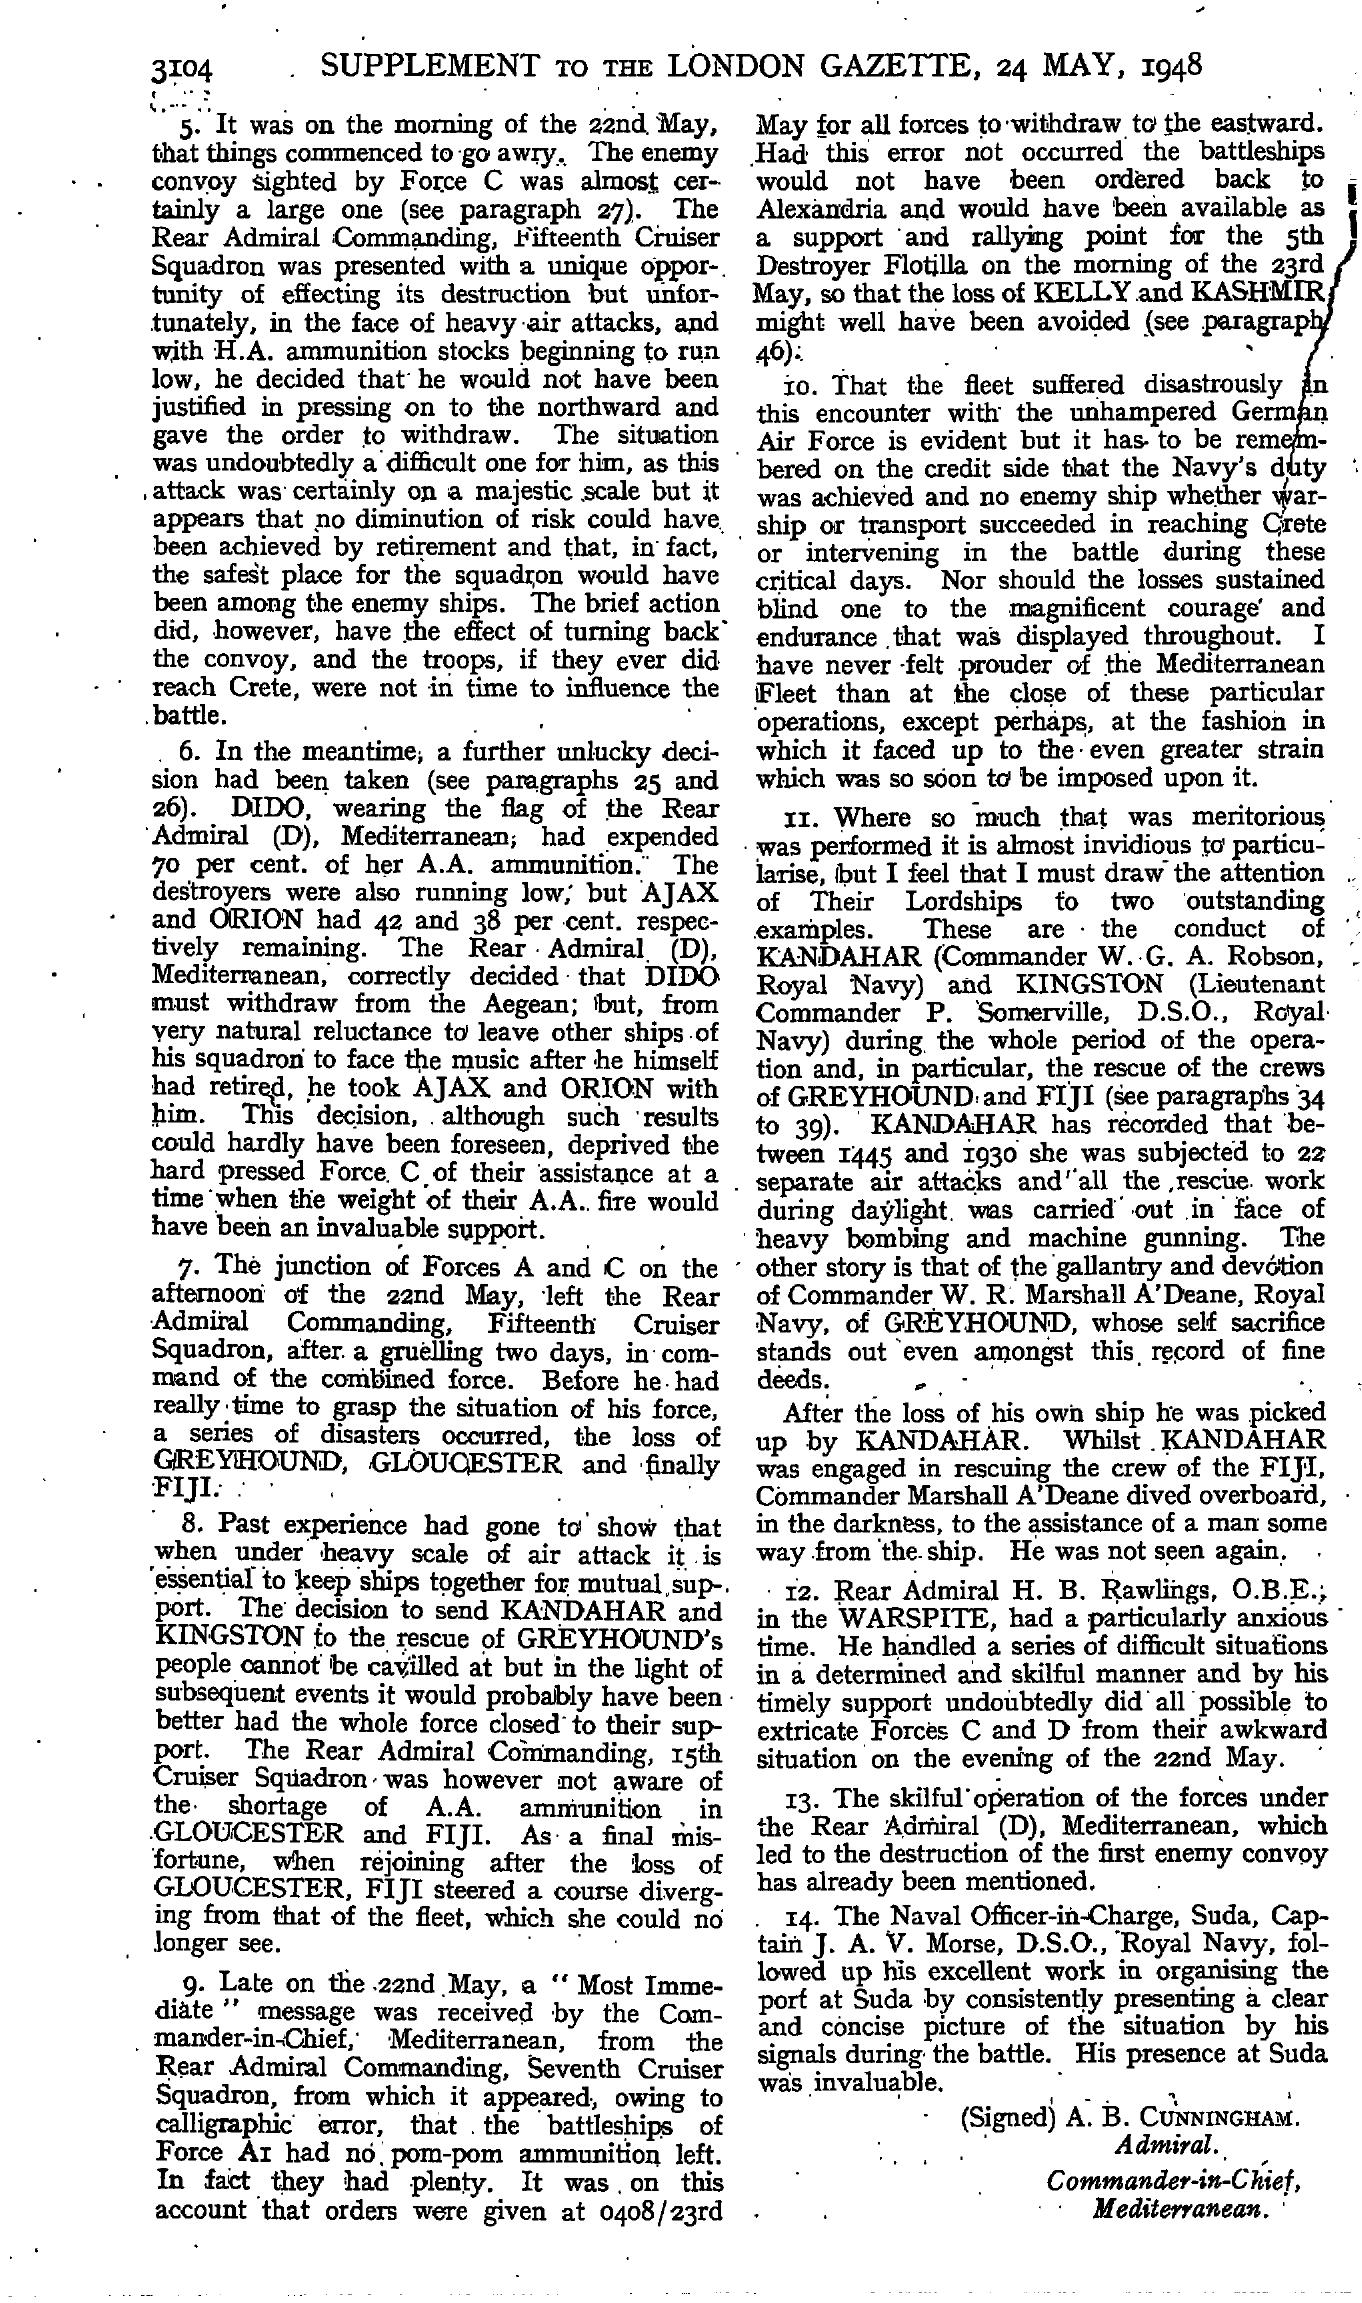 3104 SUPPLEMENT TO THE LONDON GAZETTE, 24 MAY, 1948
5. It was on the morning of the 22nd May,
that things commenced to go awry. The enemy
convoy sighted by Force C was almost cer-
tainly a large one (see paragraph 27). The
Rear Admiral Commanding, Fifteenth Cruiser
Squadron was presented with a unique oppor-
tunity of effecting its destruction but unfor-
tunately, in the face of heavy air attacks, and
with H.A. ammunition stocks beginning to run
low, he decided that he would not have been
justified in pressing on to the northward and
gave the order to withdraw. The situation
was undoubtedly a difficult one for him, as this
attack was certainly on a majestic scale but it
appears that no diminution of risk could have
been achieved by retirement and that, in fact,
the safest place for the squadron would have
been among the enemy ships. The brief action
did, however, have the effect of turning back
the convoy, and the troops, if they ever did
reach Crete, were not in time to influence the
battle.
6. In the meantime, a further unlucky deci-
sion had been taken (see paragraphs 25 and
26). DIDO, wearing the flag of the Rear
Admiral (D), Mediterranean, had expended
70 per cent. of her A.A. ammunition. The
destroyers were also running low, but AJAX
and ORION had 42 and 38 per cent. respec-
tively remaining. The Rear Admiral (D),
Mediterranean, correctly decided that DIDO
must withdraw from the Aegean; but, from
very natural reluctance to leave other ships of
his squadron to face the music after he himself
had retired, he took AJAX and ORION with
him. This decision, although such results
could hardly have been foreseen, deprived the
hard pressed Force C of their assistance at a
time when the weight of their A.A. fire would
have been an invaluable support.
7. The junction of Forces A and C on the
afternoon of the 22nd May, left the Rear
Admiral Commanding, Fifteenth Cruiser
Squadron, after a gruelling two days, in com-
mand of the combined force. Before he had
really time to grasp the situation of his force,
a series of disasters occurred, the loss of
GREYHOUND, GLOUCESTER and finally
FIJI.
8. Past experience had gone to show that
when under heavy scale of air attack it is
essential to keep ships together for mutual sup-
port. The decision to send KANDAHAR and
KINGSTON to the rescue of GREYHOUND's
people cannot be cavilled at but in the light of
subsequent events it would probably have been
better had the whole force closed to their sup-
port. The Rear Admiral Commanding, 15th
Cruiser Squadron was however not aware of
the shortage of A.A. ammunition in
GLOUCESTER and FIJI. As a final mis-
fortune, when rejoining after the loss of
GLOUCESTER, FIJI steered a course diverg-
ing from that of the fleet, which she could no
longer see.
9. Late on the 22nd May, a "Most Imme-
diate" message was received by the Com-
mander-in-Chief, Mediterranean, from the
Rear Admiral Commanding, Seventh Cruiser
Squadron, from which it appeared, owing to
calligraphic error, that the battleships of
Force A1 had no pom-pom ammunition left.
In fact they had plenty. It was on this
account that orders were given at 0408/23rd
May for all forces to withdraw to the eastward.
Had this error not occurred the battleships
would not have been ordered back to
Alexandria and would have been available as
a support and rallying point for the 5th
Destroyer Flotilla on the morning of the 23rd
May, so that the loss of KELLY and KASHMIR
might well have been avoided (see paragraph
46).
10. That the fleet suffered disastrously in
this encounter with the unhampered German
Air Force is evident but it has to be remem-
bered on the credit side that the Navy's duty
was achieved and no enemy ship whether war-
ship or transport succeeded in reaching Crete
or intervening in the battle during these
critical days. Nor should the losses sustained
blind one to the magnificent courage and
endurance that was displayed throughout. I
have never felt prouder of the Mediterranean
Fleet than at the close of these particular
operations, except perhaps, at the fashion in
which it faced up to the even greater strain
which was so soon to be imposed upon it.
11. Where so much that was meritorious
was performed it is almost invidious to particu-
larise, but I feel that I must draw the attention
of Their Lordships to two outstanding
examples. These are the conduct of
KANDAHAR (Commander W. G. A. Robson,
Royal Navy) and KINGSTON (Lieutenant
Commander P. Somerville, D.S.O., Royal
Navy) during the whole period of the opera-
tion and, in particular, the rescue of the crews
of GREYHOUND and FIJI (see paragraphs 34
to 39). KANDAHAR has recorded that be-
tween 1445 and 1930 she was subjected to 22
separate air attacks and all the rescue work
during daylight was carried out in face of
heavy bombing and machine gunning. The
other story is that of the gallantry and devotion
of Commander W. R. Marshall A'Deane, Royal
Navy, of GREYHOUND, whose self sacrifice
stands out even amongst this record of fine
deeds.
After the loss of his own ship he was picked
up by KANDAHAR. Whilst KANDAHAR
was engaged in rescuing the crew of the FIJI,
Commander Marshall A'Deane dived overboard,
in the darkness, to the assistance of a man some
way from the ship. He was not seen again.
12. Rear Admiral H. B. Rawlings, O.B.E.,
in the WARSPITE, had a particularly anxious
time. He handled a series of difficult situations
in a determined and skilful manner and by his
timely support undoubtedly did all possible to
extricate Forces C and D from their awkward
situation on the evening of the 22nd May.
13. The skilful operation of the forces under
the Rear Admiral (D), Mediterranean, which
led to the destruction of the first enemy convoy
has already been mentioned.
14. The Naval Officer-in-Charge, Suda, Cap-
tain J. A. V. Morse, D.S.O., Royal Navy, fol-
lowed up his excellent work in organising the
port at Suda by consistently presenting a clear
and concise picture of the situation by his
signals during the battle. His presence at Suda
was invaluable.
(Signed) A. B. CUNNINGHAM.
Admiral.
Commander-in-Chief,
Mediterranean.